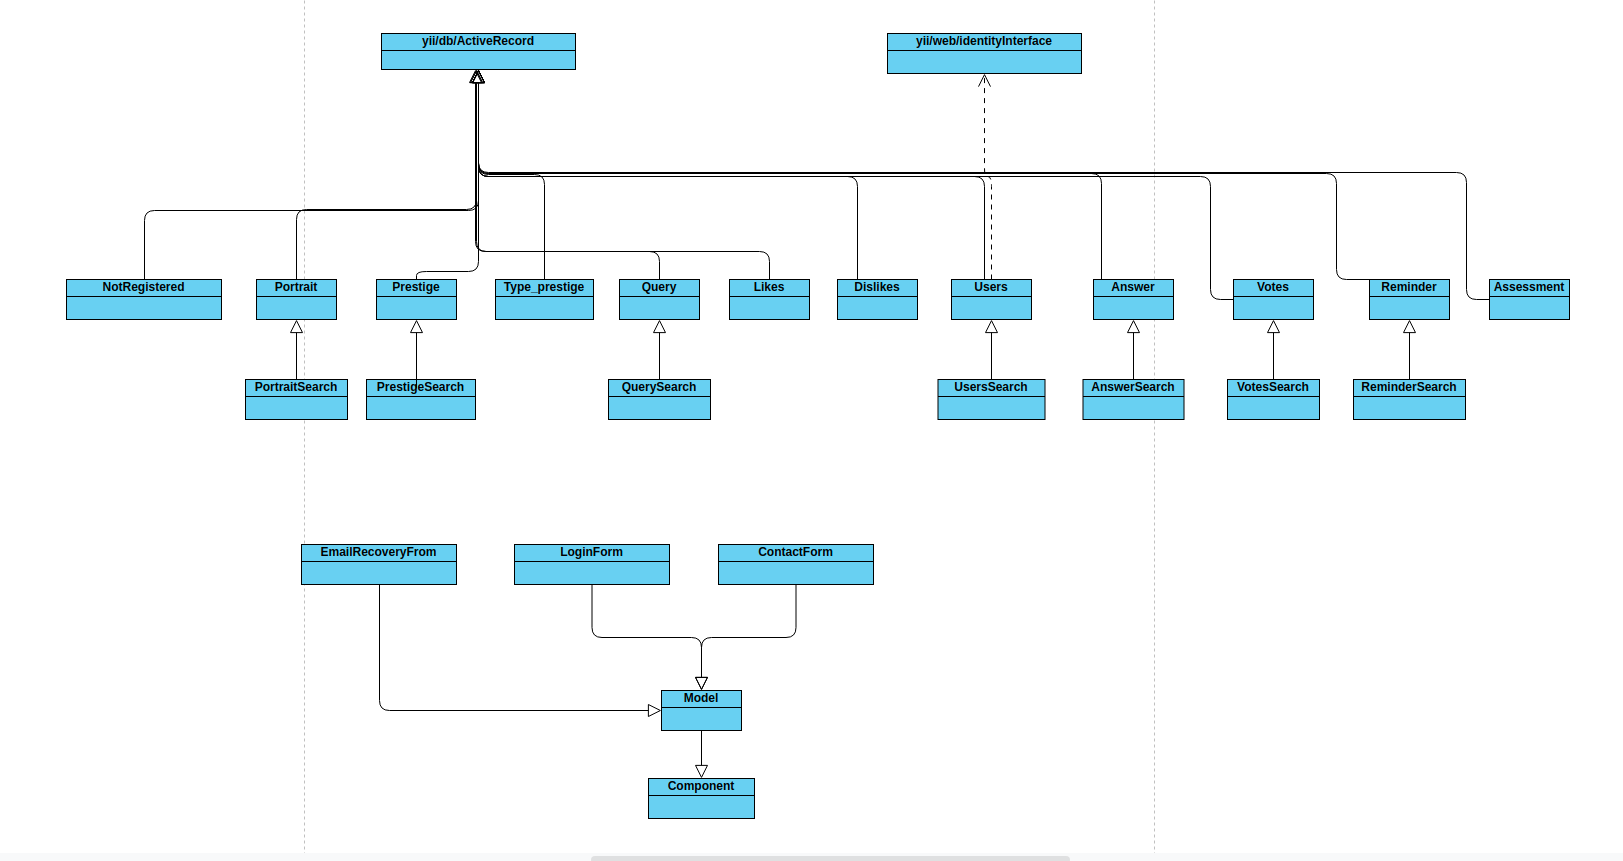 yii/db/ActiveRecord
yii/web/identityInterface
NotRegistered
Portrait
Prestige
Type_prestige
Query
Likes
Dislikes
Users
Answer
Votes
Reminder
Assessment
PortraitSearch
PrestigeSearch
QuerySearch
UsersSearch
AnswerSearch
VotesSearch
ReminderSearch
EmailRecoveryFrom
LoginForm
ContactForm
Model
Component